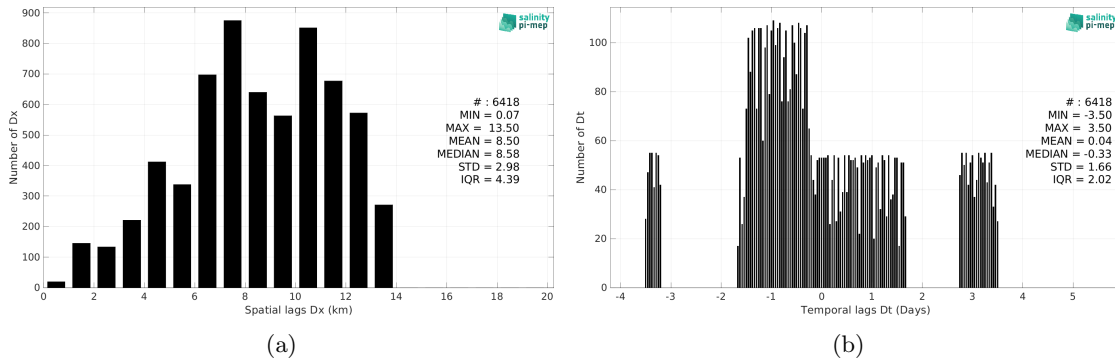 900
800
700
600
500
400
300
200
100
0
Number of Dx
salinity
pi-mep
# : 6418
MIN = 0.07
MAX = 13.50
MEAN = 8.50
MEDIAN = 8.58
STD = 2.98
IQR = 4.39
0 2 4 6 8 10 12 14 16 18 20
Spatial lags Dx (km)
(a)
100
80
60
40
20
0
Number of Dt
salinity
pi-mep
# : 6418
MIN = -3.50
MAX = 3.50
MEAN = 0.04
MEDIAN = -0.33
STD = 1.66
IQR = 2.02
-4 -3 -2 -1 0 1 2 3 4 5
Temporal lags Dt (Days)
(b)